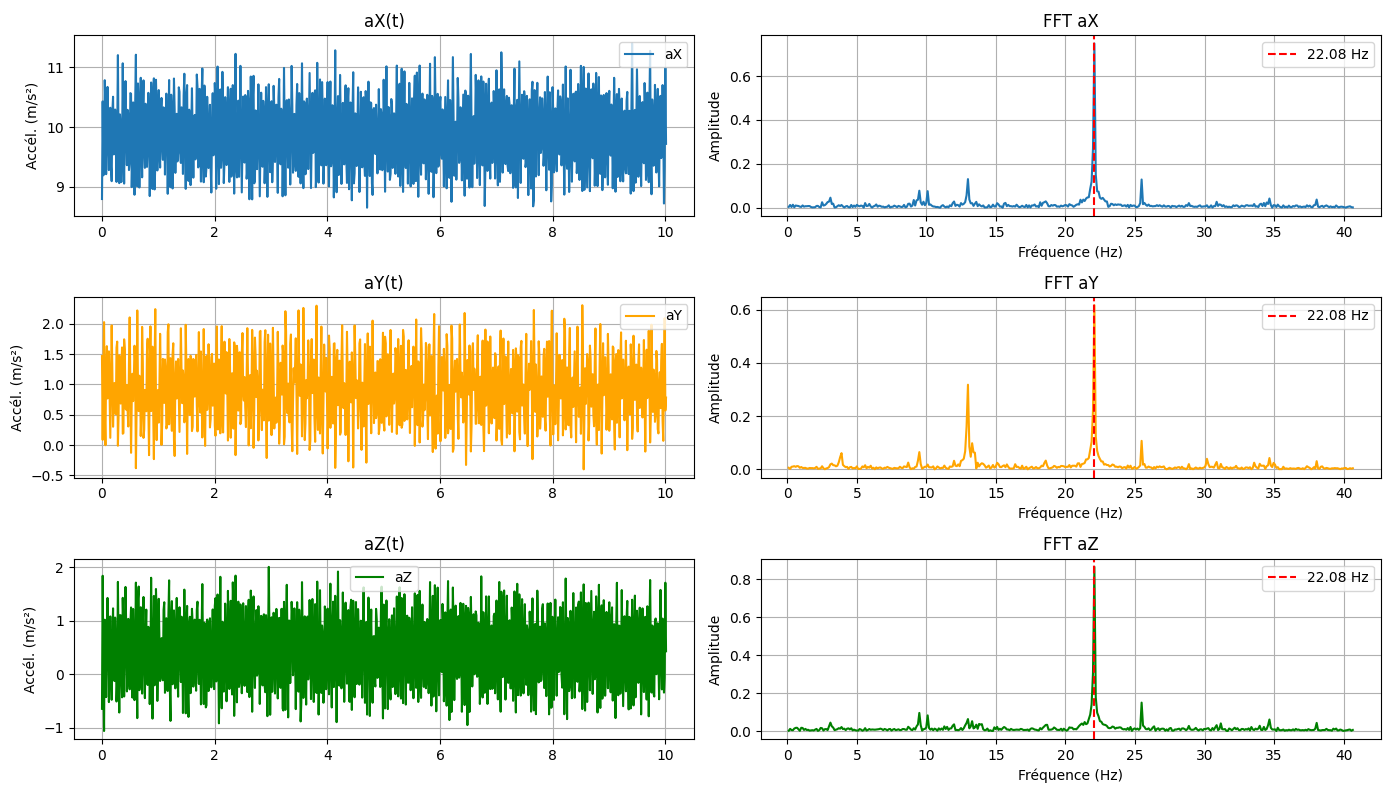 aX(t)
Accél. (m/s²)
11
10
9
aX
0 2 4 6 8 10
FFT aX
Amplitude
0.6
0.4
0.2
0.0
22.08 Hz
0 5 10 15 20 25 30 35 40
Fréquence (Hz)
aY(t)
Accél. (m/s²)
2.0
1.5
1.0
0.5
0.0
−0.5
aY
0 2 4 6 8 10
FFT aY
Amplitude
0.6
0.4
0.2
0.0
22.08 Hz
0 5 10 15 20 25 30 35 40
Fréquence (Hz)
aZ(t)
Accél. (m/s²)
2
1
0
−1
aZ
0 2 4 6 8 10
FFT aZ
Amplitude
0.8
0.6
0.4
0.2
0.0
22.08 Hz
0 5 10 15 20 25 30 35 40
Fréquence (Hz)